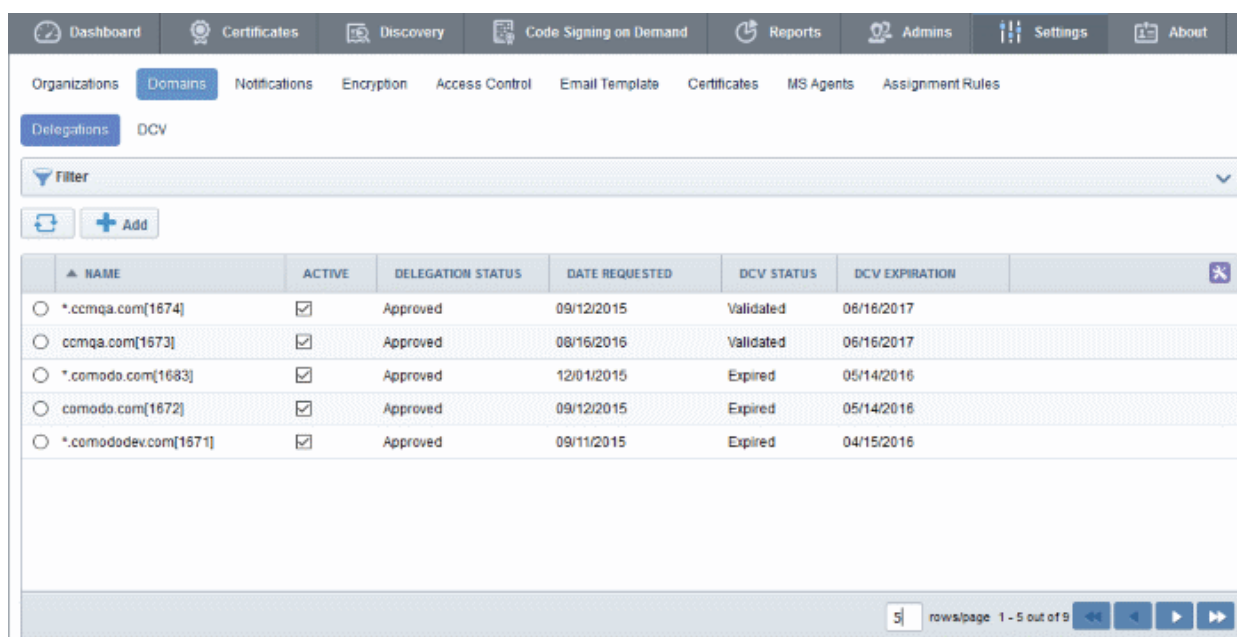 Dashboard Certificates Discovery Code Signing on Demand Reports Admins Settings About
Organizations Domains Notifications Encryption Access Control Email Template Certificates MS Agents Assignment Rules
Delegations DCV
Filter
Add
NAME ACTIVE DELEGATION STATUS DATE REQUESTED DCV STATUS DCV EXPIRATION
*.ccmqa.com[1674] Approved 09/12/2015 Validated 06/16/2017
ccmqa.com[1673] Approved 08/16/2016 Validated 06/16/2017
*.comodo.com[1683] Approved 12/01/2015 Expired 05/14/2016
comodo.com[1672] Approved 09/12/2015 Expired 05/14/2016
*.comododev.com[1671] Approved 09/11/2015 Expired 04/15/2016
5 rows/page 1 - 5 out of 9